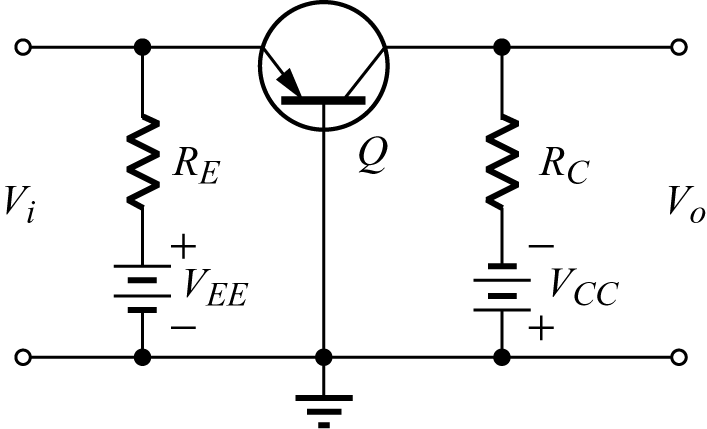 Q
R_E
R_C
V_i
V_o
+
−
V_EE
V_CC
−
+